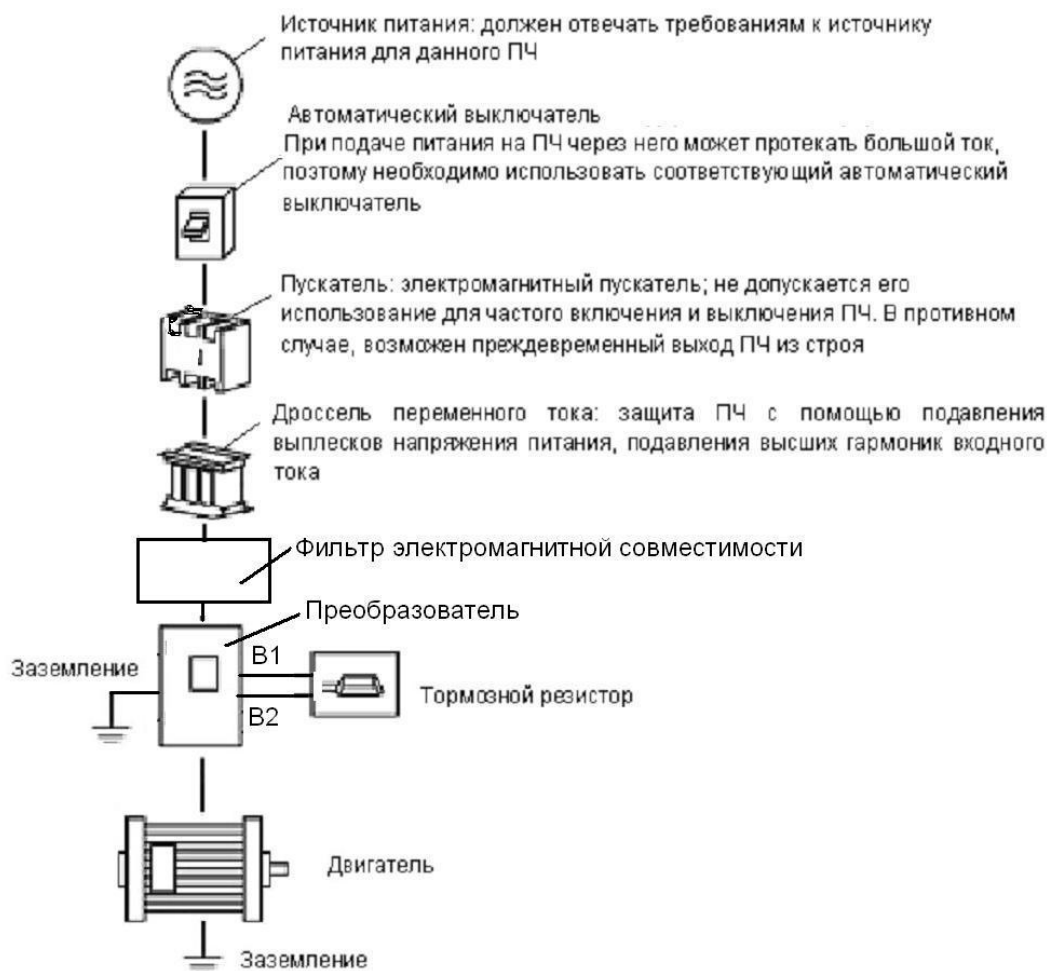 Источник питания: должен отвечать требованиям к источнику
питания для данного ПЧ
Автоматический выключатель
При подаче питания на ПЧ через него может протекать большой ток,
поэтому необходимо использовать соответствующий автоматический
выключатель
Пускатель: электромагнитный пускатель; не допускается его
использование для частого включения и выключения ПЧ. В противном
случае, возможен преждевременный выход ПЧ из строя
Дроссель переменного тока: защита ПЧ с помощью подавления
выплесков напряжения питания, подавления высших гармоник входного
тока
Фильтр электромагнитной совместимости
Преобразователь
B1
Заземление
Тормозной резистор
B2
Двигатель
Заземление